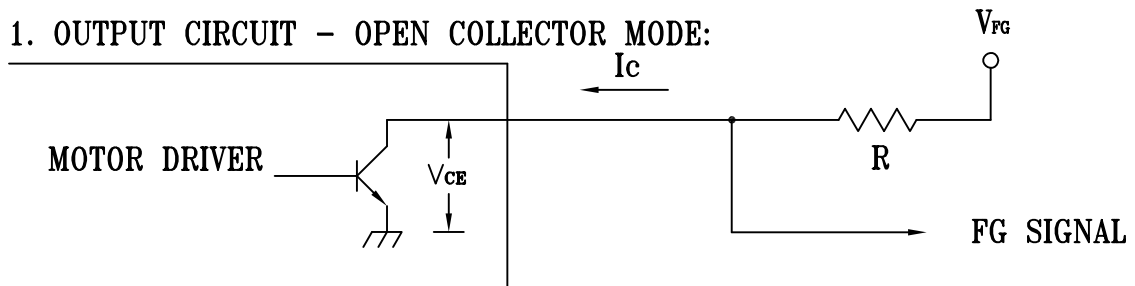 1. OUTPUT CIRCUIT - OPEN COLLECTOR MODE:
VFG
Ic
MOTOR DRIVER
VCE
R
FG SIGNAL